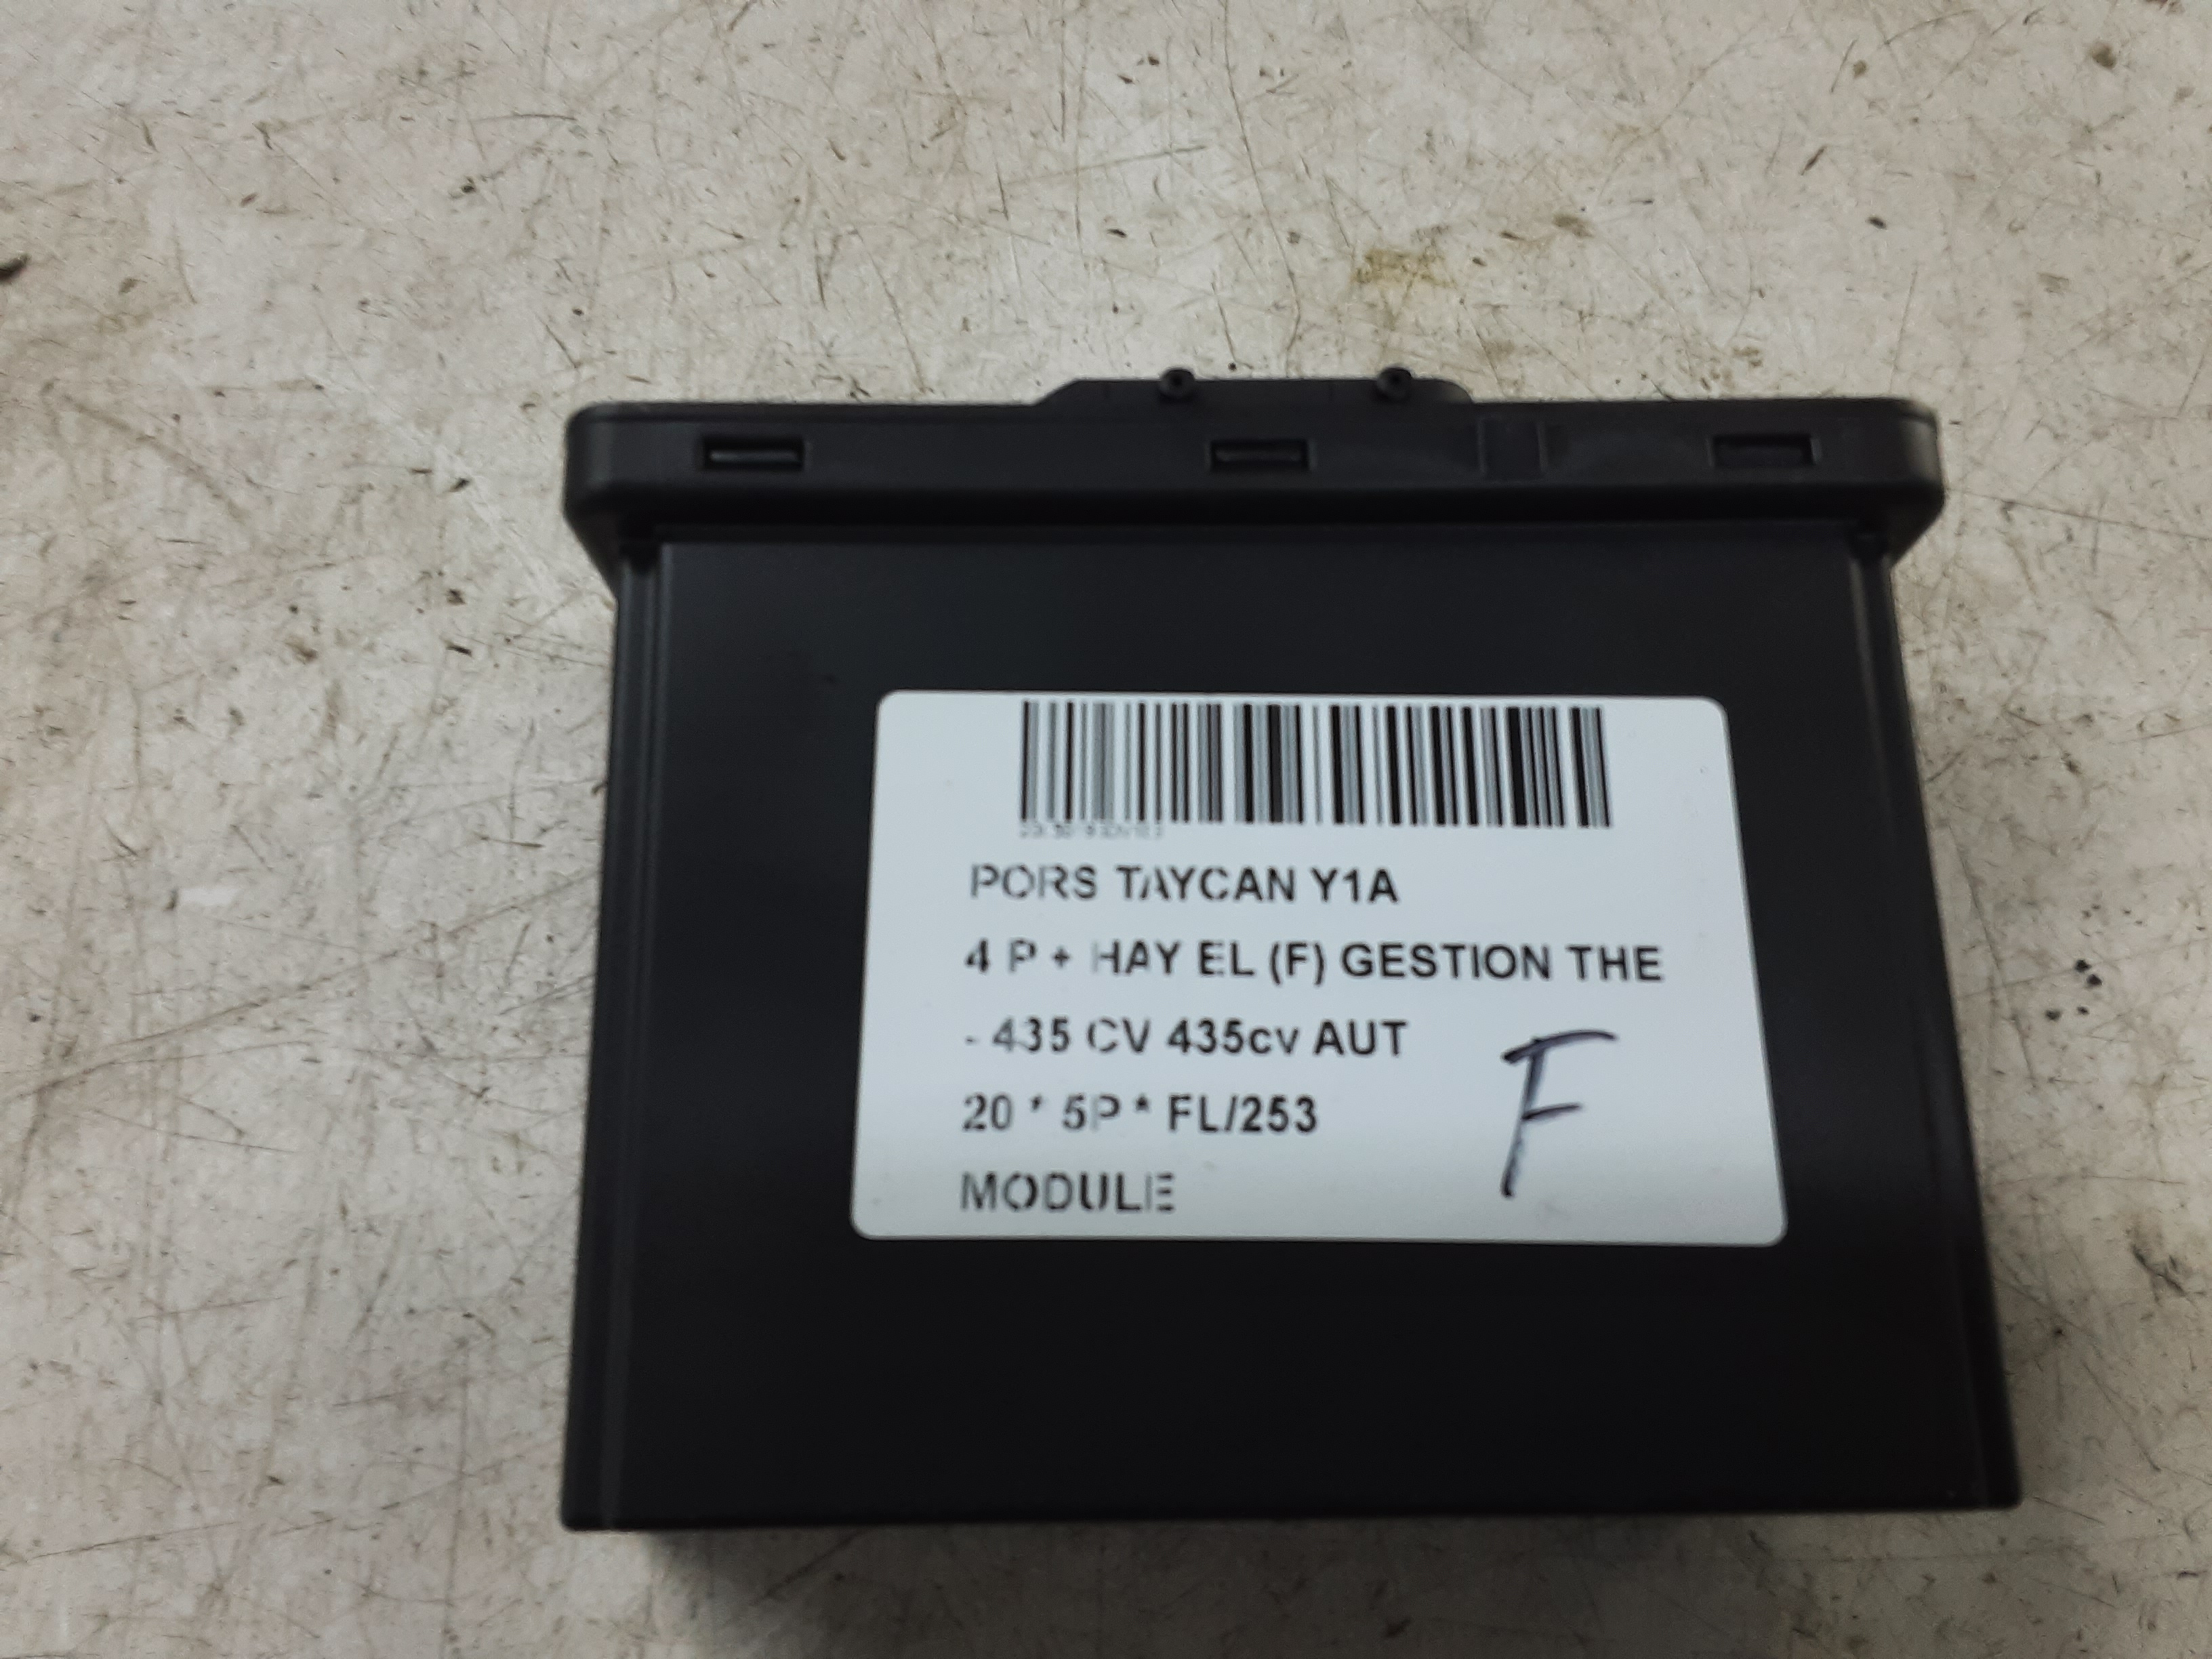 PORS TAYCAN Y1A
4 P + HAY EL (F) GESTION THE
- 435 CV 435cv AUT
20 * 5P * FL/253
MODULE
F